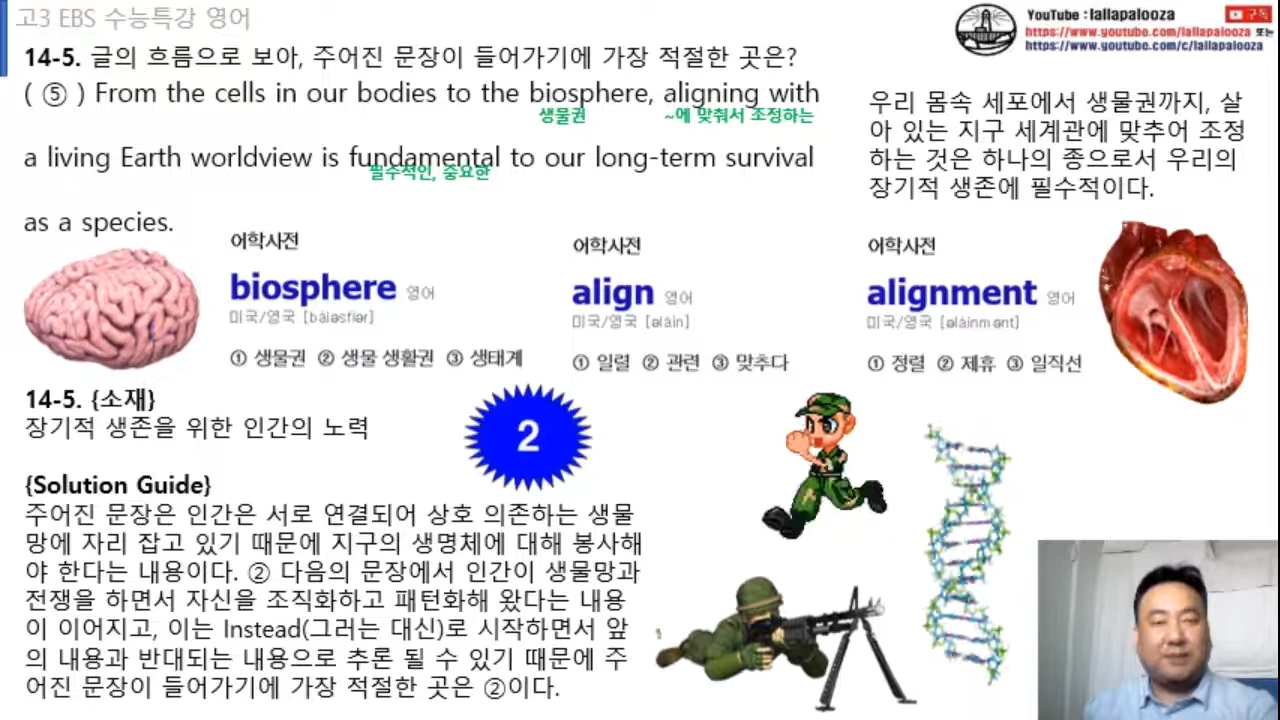 고3 EBS 수능특강 영어
YouTube : lallapalooza
구독
https://www.youtube.com/lallapalooza 또는
https://www.youtube.com/c/lallapalooza
14-5. 글의 흐름으로 보아, 주어진 문장이 들어가기에 가장 적절한 곳은?
( ⑤ ) From the cells in our bodies to the biosphere, aligning with
생물권 ~에 맞춰서 조정하는
a living Earth worldview is fundamental to our long-term survival
필수적인, 중요한
as a species.
우리 몸속 세포에서 생물권까지, 살
아 있는 지구 세계관에 맞추어 조정
하는 것은 하나의 종으로서 우리의
장기적 생존에 필수적이다.
어학사전
biosphere 영어
미국/영국 [báiəsfiər]
① 생물권 ② 생물 생활권 ③ 생태계
어학사전
align 영어
미국/영국 [əláin]
① 일렬 ② 관련 ③ 맞추다
어학사전
alignment 영어
미국/영국 [əláinmənt]
① 정렬 ② 제휴 ③ 일직선
14-5. {소재}
장기적 생존을 위한 인간의 노력
2
{Solution Guide}
주어진 문장은 인간은 서로 연결되어 상호 의존하는 생물
망에 자리 잡고 있기 때문에 지구의 생명체에 대해 봉사해
야 한다는 내용이다. ② 다음의 문장에서 인간이 생물망과
전쟁을 하면서 자신을 조직화하고 패턴화해 왔다는 내용
이 이어지고, 이는 Instead(그러는 대신)로 시작하면서 앞
의 내용과 반대되는 내용으로 추론 될 수 있기 때문에 주
어진 문장이 들어가기에 가장 적절한 곳은 ②이다.